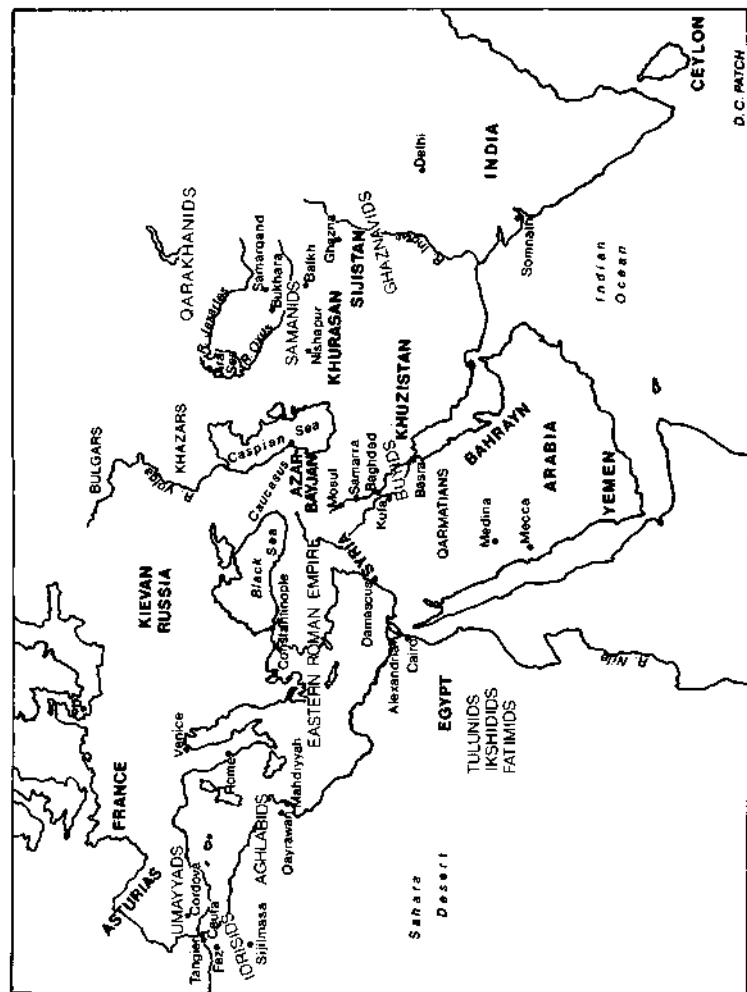 BULGARS
KHAZARS
R. Volga
QARAKHANIDS
R. Jaxartes
Aral
Sea
R. Oxus
Samarqand
Bukhara
SAMANIDS
Balkh
Nishapur
KHURASAN
Ghazna
SIJISTAN
GHAZNAVIDS
R. Indus
Delhi
INDIA
Somnath
CEYLON
Indian
Ocean
KIEVAN
RUSSIA
Caucasus
Caspian Sea
AZAR
BAYJAN
Black
Sea
Constantinople
EASTERN ROMAN EMPIRE
Mosul
Samarra
Baghdad
Kufa
BUYIDS
Basra
KHUZISTAN
SYRIA
Damascus
QARMATIANS
BAHRAYN
Medina
Mecca
ARABIA
YEMEN
FRANCE
ASTURIAS
UMAYYADS
Cordova
Tangier
Ceuta
Fez
IDRISIDS
Sijilmasa
Venice
Rome
AGHLABIDS
Qayrawan
Mahdiyyah
Alexandria
Cairo
EGYPT
TULUNIDS
IKSHIDIDS
FATIMIDS
R. Nile
Sahara
Desert
D. C. PATCH